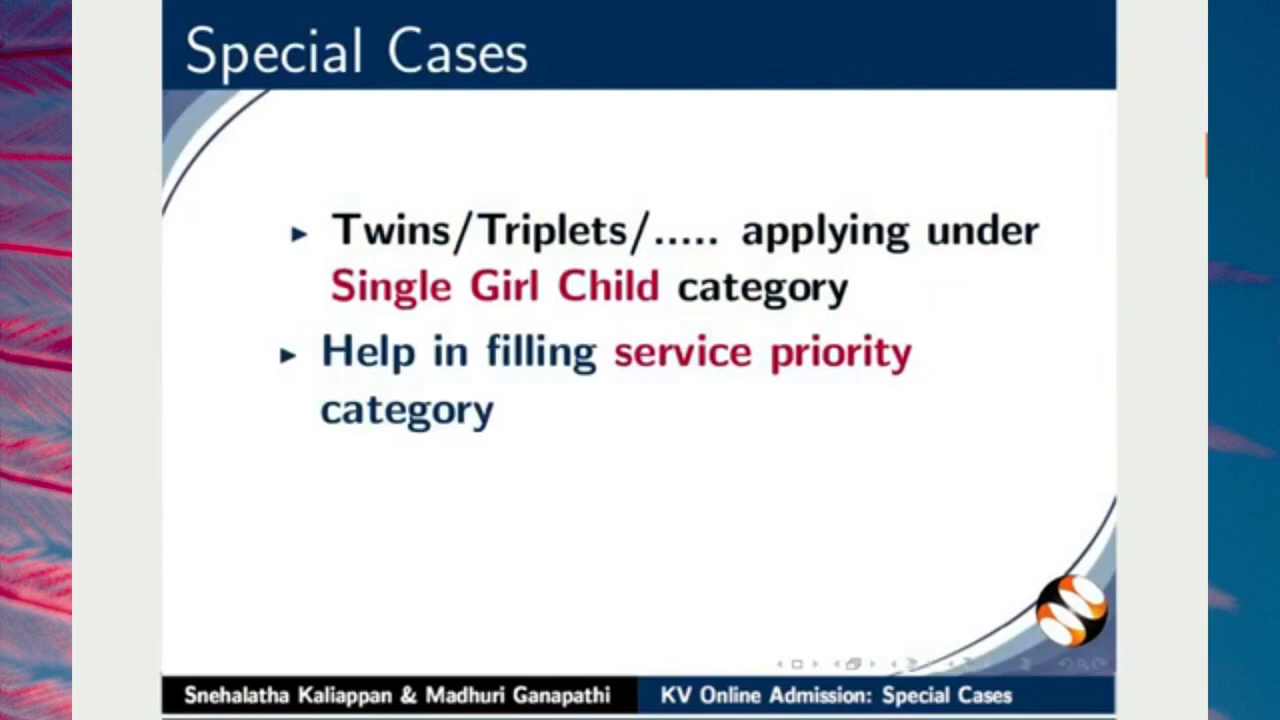 Special Cases
Twins/Triplets/..... applying under
Single Girl Child category
Help in filling service priority
category
Snehalatha Kaliappan & Madhuri Ganapathi KV Online Admission: Special Cases